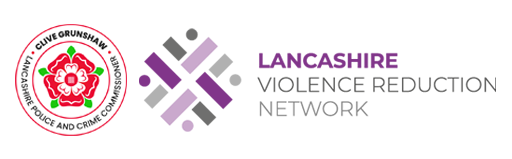 • CLIVE GRUNSHAW •
LANCASHIRE POLICE AND CRIME COMMISSIONER
LANCASHIRE
VIOLENCE REDUCTION
NETWORK